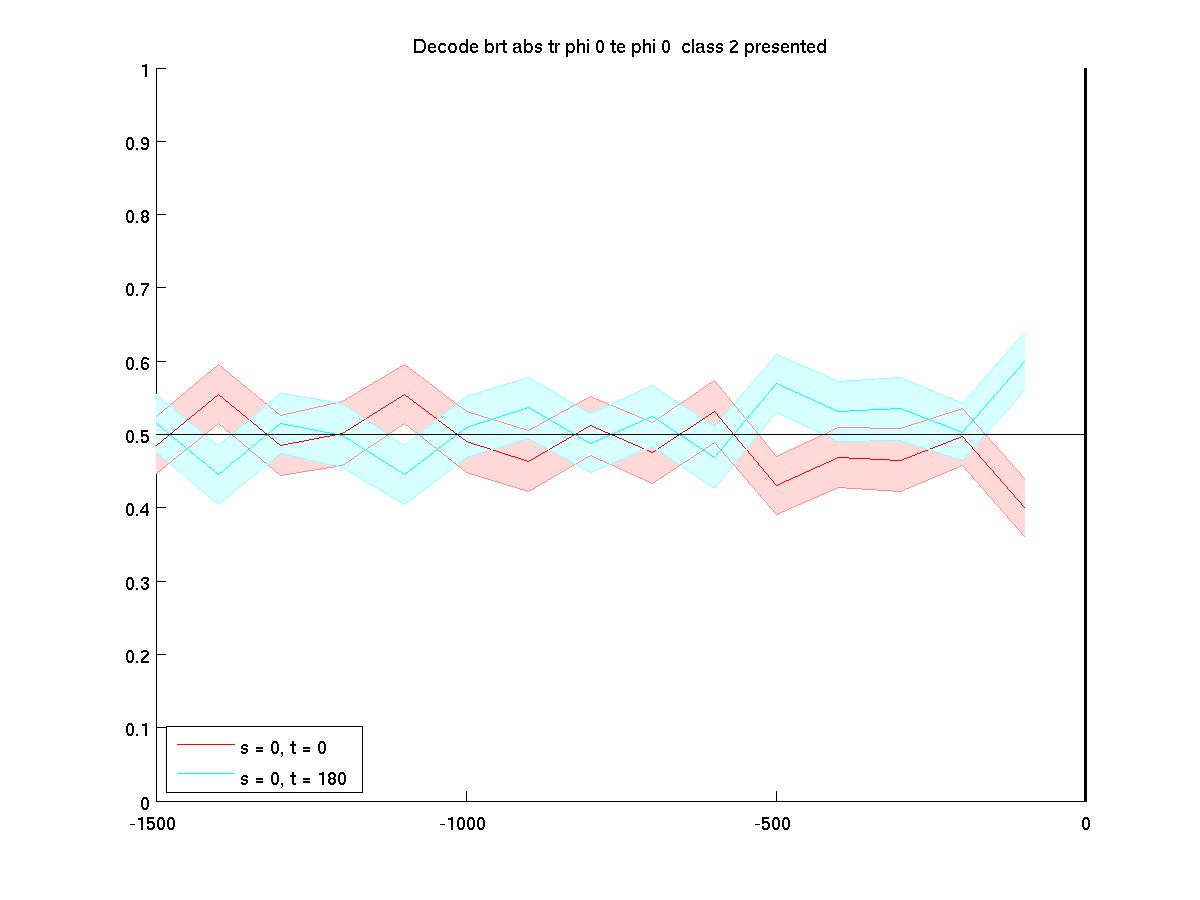 Decode brt abs tr phi 0 te phi 0 class 2 presented
1
0.9
0.8
0.7
0.6
0.5
0.4
0.3
0.2
0.1
0
s = 0, t = 0
s = 0, t = 180
-1500 -1000 -500 0